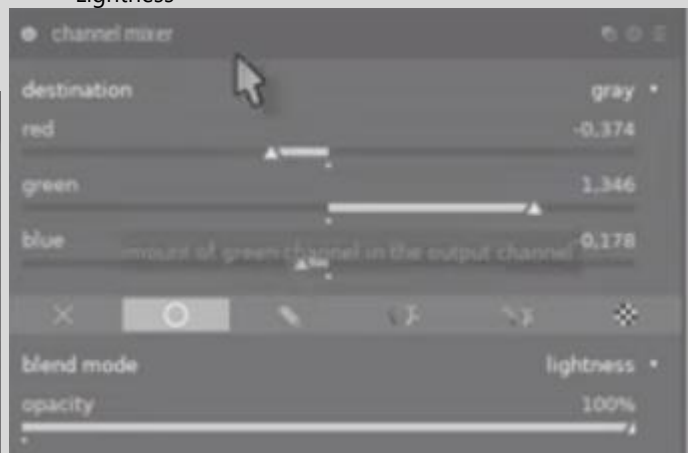 Lightness
channel mixer
destination gray
red -0,374
green 1,346
blue -0,178
amount of green channel in the output channel
blend mode lightness
opacity 100%